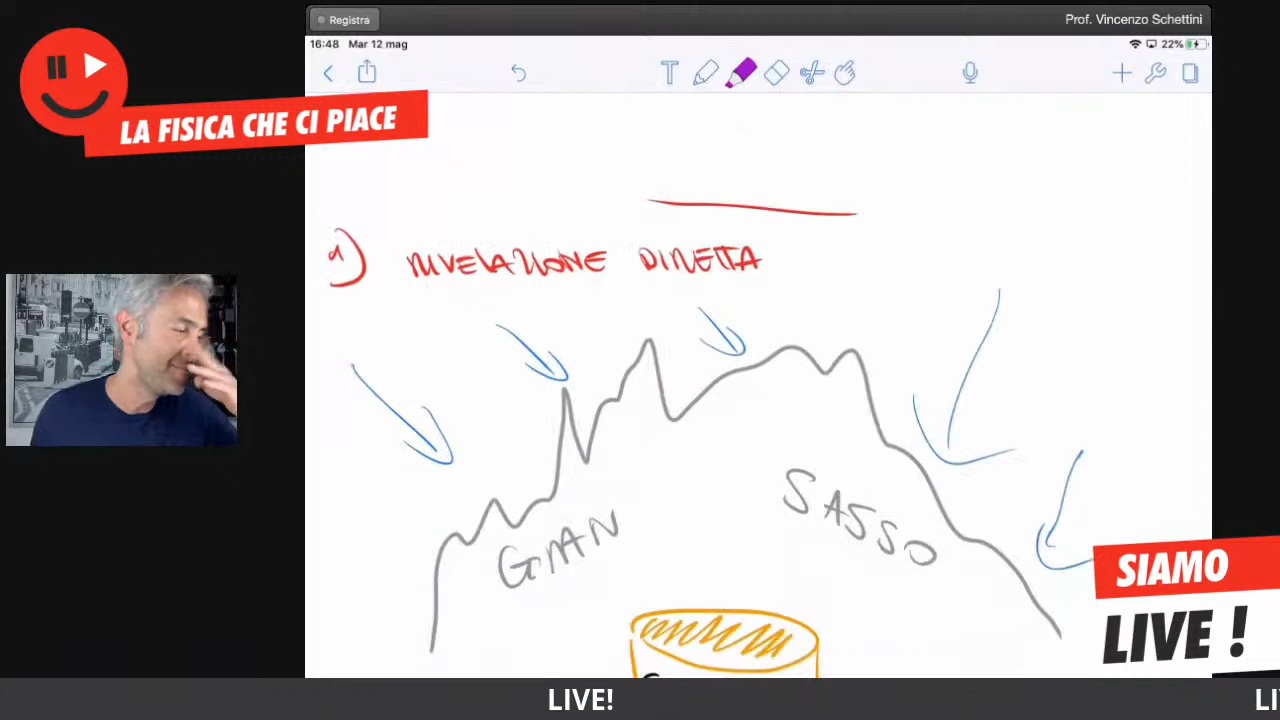 Registra
Prof. Vincenzo Schettini
16:48 Mar 12 mag
22%
LA FISICA CHE CI PIACE
a) RIVELAZIONE DIRETTA
GRAN SASSO
SIAMO
LIVE !
LIVE!
LI